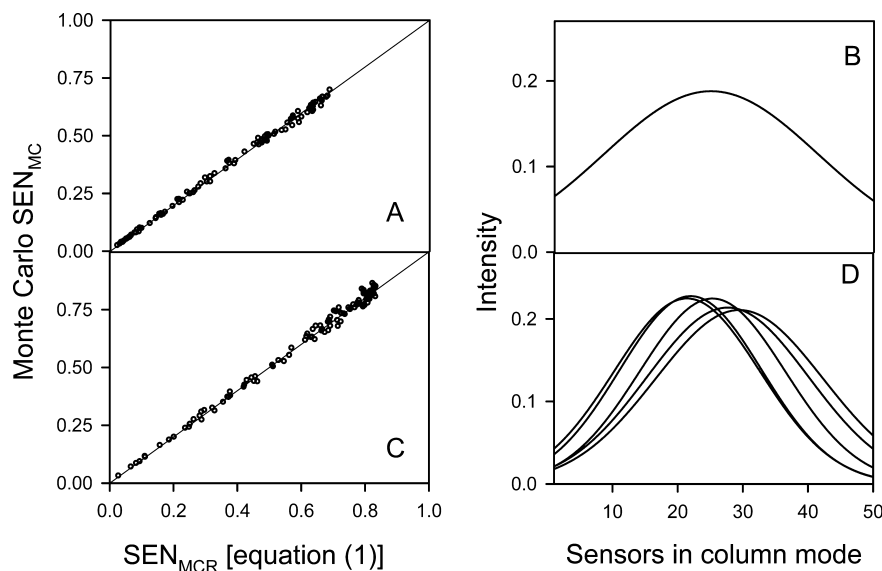 Monte Carlo SEN_MC
1.00
0.75
0.50
0.25
0.00
A
0.75
0.50
0.25
0.00
C
0.0 0.2 0.4 0.6 0.8 1.0
SEN_MCR [equation (1)]
Intensity
0.2
0.1
0.0
B
0.2
0.1
0.0
D
10 20 30 40 50
Sensors in column mode